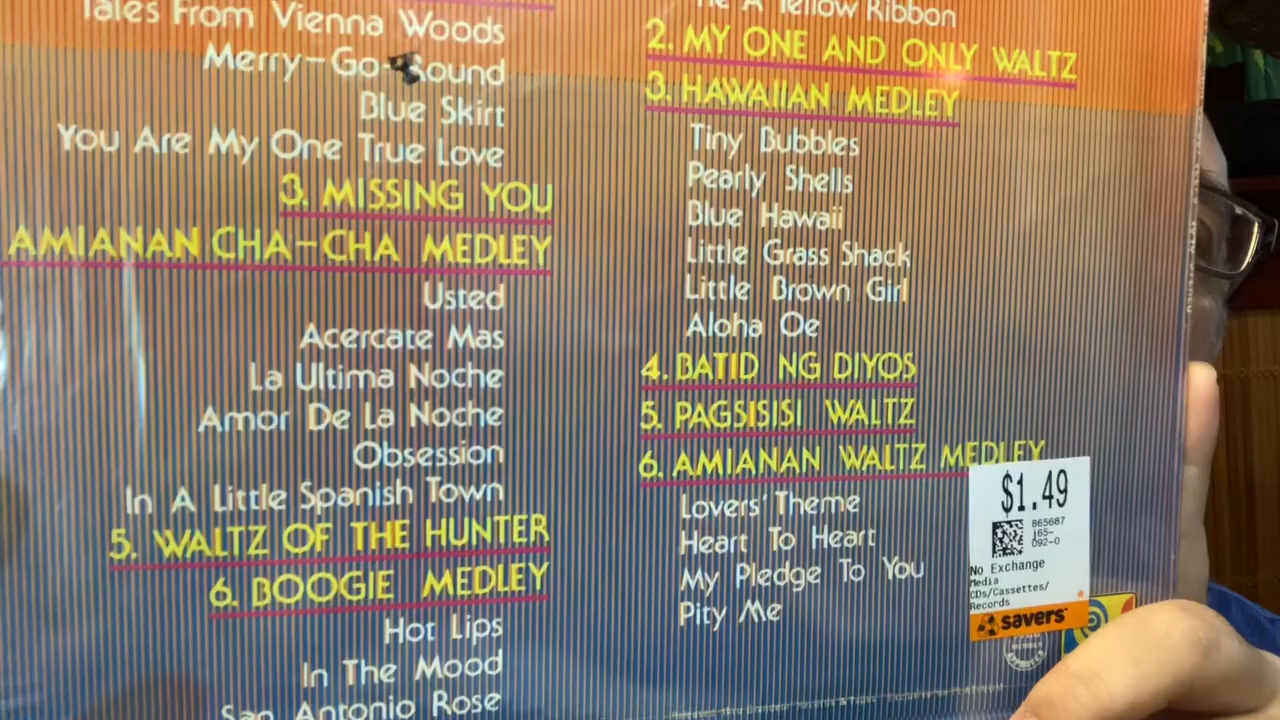 Tales From Vienna Woods
Merry-Go-Round
Blue Skirt
You Are My One True Love
3. MISSING YOU
AMIANAN CHA-CHA MEDLEY
Usted
Acercate Mas
La Ultima Noche
Amor De La Noche
Obsession
In A Little Spanish Town
5. WALTZ OF THE HUNTER
6. BOOGIE MEDLEY
Hot Lips
In The Mood
San Antonio Rose
Tie A Yellow Ribbon
2. MY ONE AND ONLY WALTZ
3. HAWAIIAN MEDLEY
Tiny Bubbles
Pearly Shells
Blue Hawaii
Little Grass Shack
Little Brown Girl
Aloha Oe
4. BATID NG DIYOS
5. PAGSISISI WALTZ
6. AMIANAN WALTZ MEDLEY
Lovers' Theme
Heart To Heart
My Pledge To You
Pity Me
$1.49
865687
165-
092-0
No Exchange
Media
CDs/Cassettes/
Records
savers
APPROVED